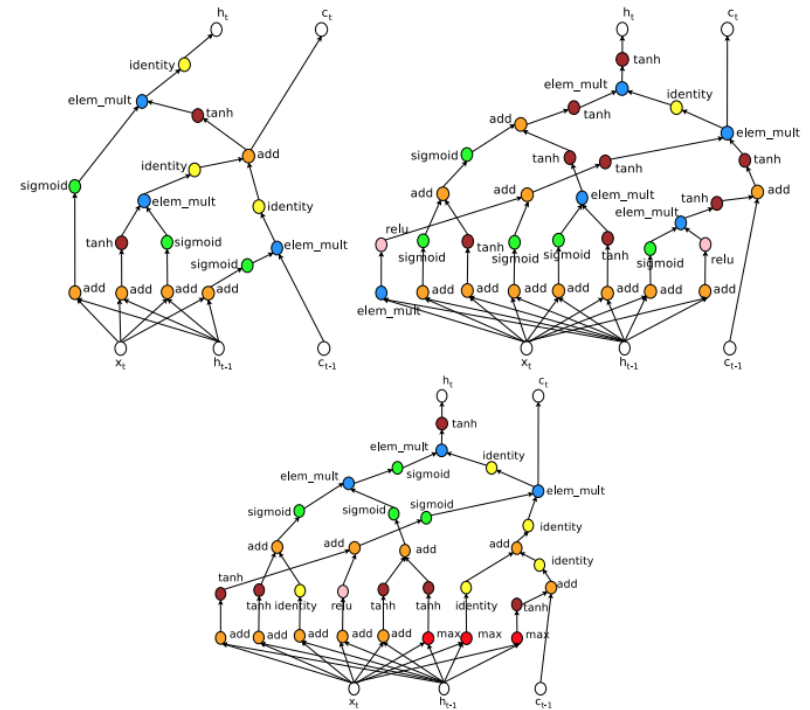 h_t
c_t
identity
elem_mult
tanh
add
identity
sigmoid
elem_mult
identity
tanh
sigmoid
elem_mult
sigmoid
add
add
add
add
x_t
h_t-1
c_t-1
h_t
c_t
tanh
elem_mult
identity
tanh
add
elem_mult
sigmoid
tanh
tanh
tanh
add
add
elem_mult
tanh
add
elem_mult
relu
sigmoid
tanh
sigmoid
sigmoid
tanh
sigmoid
relu
elem_mult
add
add
add
add
add
add
add
x_t
h_t-1
c_t-1
h_t
c_t
tanh
elem_mult
identity
sigmoid
elem_mult
elem_mult
sigmoid
sigmoid
sigmoid
identity
add
add
add
add
identity
tanh
tanh
identity
relu
tanh
tanh
identity
add
tanh
add
add
add
add
add
max
max
max
x_t
h_t-1
c_t-1